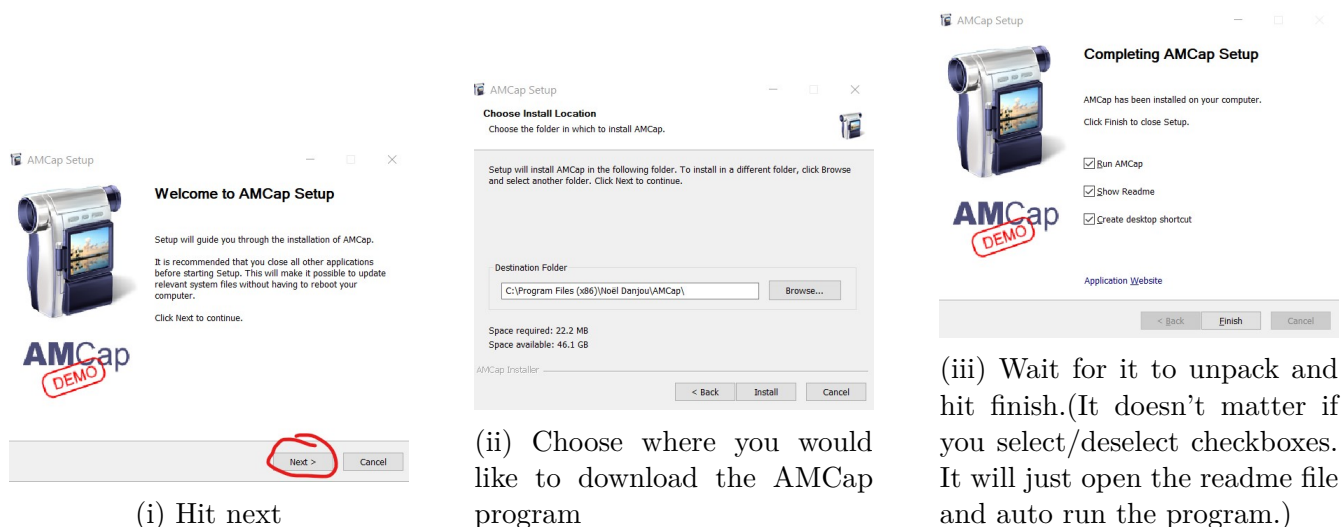 AMCap Setup
Welcome to AMCap Setup
Setup will guide you through the installation of AMCap.
It is recommended that you close all other applications
before starting Setup. This will make it possible to update
relevant system files without having to reboot your
computer.
Click Next to continue.
AMCap
DEMO
Next >
Cancel
(i) Hit next
AMCap Setup
Choose Install Location
Choose the folder in which to install AMCap.
Setup will install AMCap in the following folder. To install in a different folder, click Browse
and select another folder. Click Next to continue.
Destination Folder
C:\Program Files (x86)\Noël Danjou\AMCap\
Browse...
Space required: 22.2 MB
Space available: 46.1 GB
AMCap Installer
< Back
Install
Cancel
(ii) Choose where you would
like to download the AMCap
program
AMCap Setup
Completing AMCap Setup
AMCap has been installed on your computer.
Click Finish to close Setup.
Run AMCap
Show Readme
Create desktop shortcut
AMCap
DEMO
Application Website
< Back
Finish
Cancel
(iii) Wait for it to unpack and
hit finish.(It doesn't matter if
you select/deselect checkboxes.
It will just open the readme file
and auto run the program.)